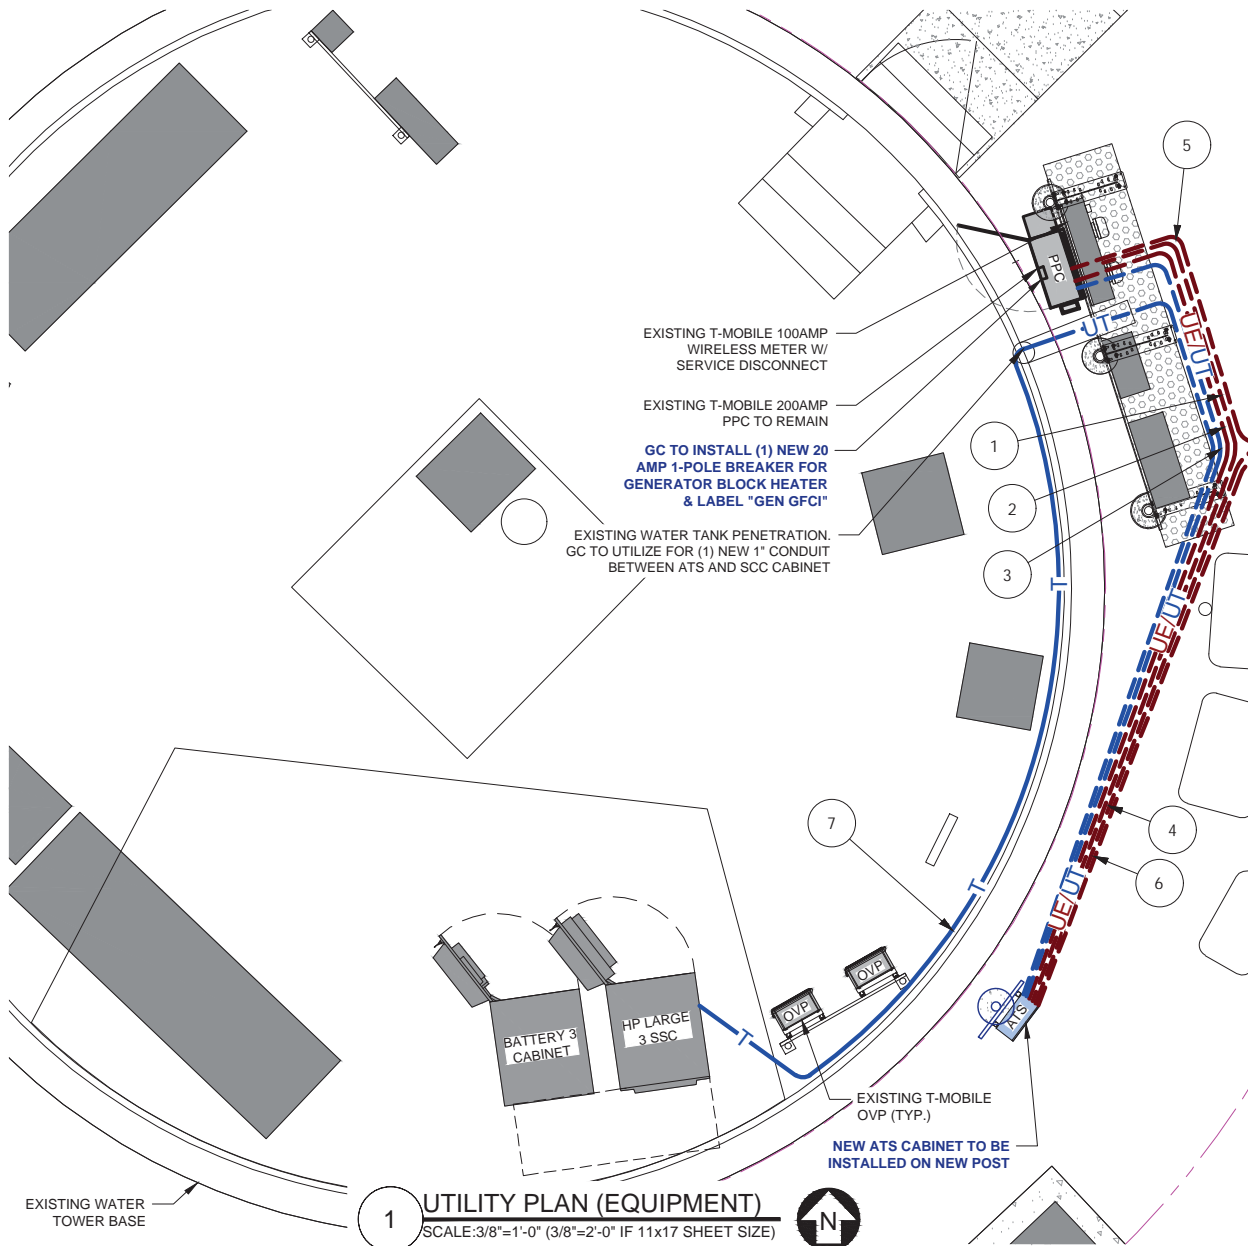 5
PPC
UT
UE/UT
EXISTING T-MOBILE 100AMP
WIRELESS METER W/
SERVICE DISCONNECT
EXISTING T-MOBILE 200AMP
PPC TO REMAIN
GC TO INSTALL (1) NEW 20
AMP 1-POLE BREAKER FOR
GENERATOR BLOCK HEATER
& LABEL "GEN GFCI"
EXISTING WATER TANK PENETRATION.
GC TO UTILIZE FOR (1) NEW 1" CONDUIT
BETWEEN ATS AND SCC CABINET
1
2
3
T
UE/UT
7
4
6
T
UE/UT
OVP
OVP
ATS
BATTERY 3
CABINET
HP LARGE
3 SSC
T
EXISTING T-MOBILE
OVP (TYP.)
NEW ATS CABINET TO BE
INSTALLED ON NEW POST
EXISTING WATER
TOWER BASE
1
UTILITY PLAN (EQUIPMENT)
SCALE:3/8"=1'-0" (3/8"=2'-0" IF 11x17 SHEET SIZE)
N